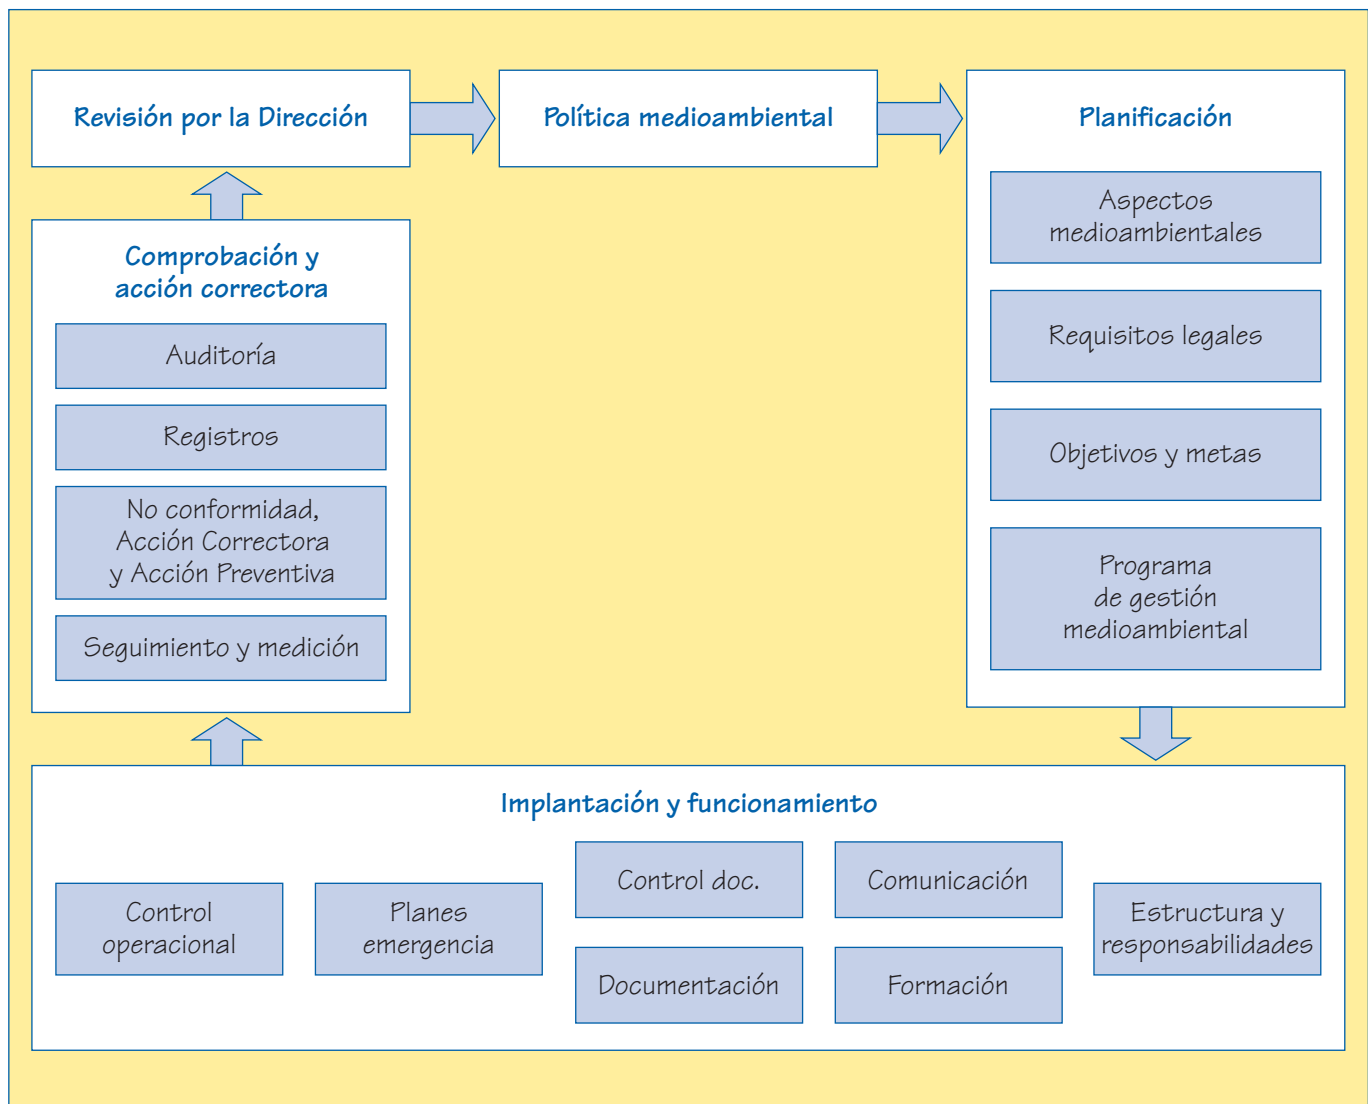 Revisión por la Dirección
Política medioambiental
Planificación
Aspectos
medioambientales
Requisitos legales
Objetivos y metas
Programa
de gestión
medioambiental
Comprobación y
acción correctora
Auditoría
Registros
No conformidad,
Acción Correctora
y Acción Preventiva
Seguimiento y medición
Implantación y funcionamiento
Control
operacional
Planes
emergencia
Control doc.
Documentación
Comunicación
Formación
Estructura y
responsabilidades